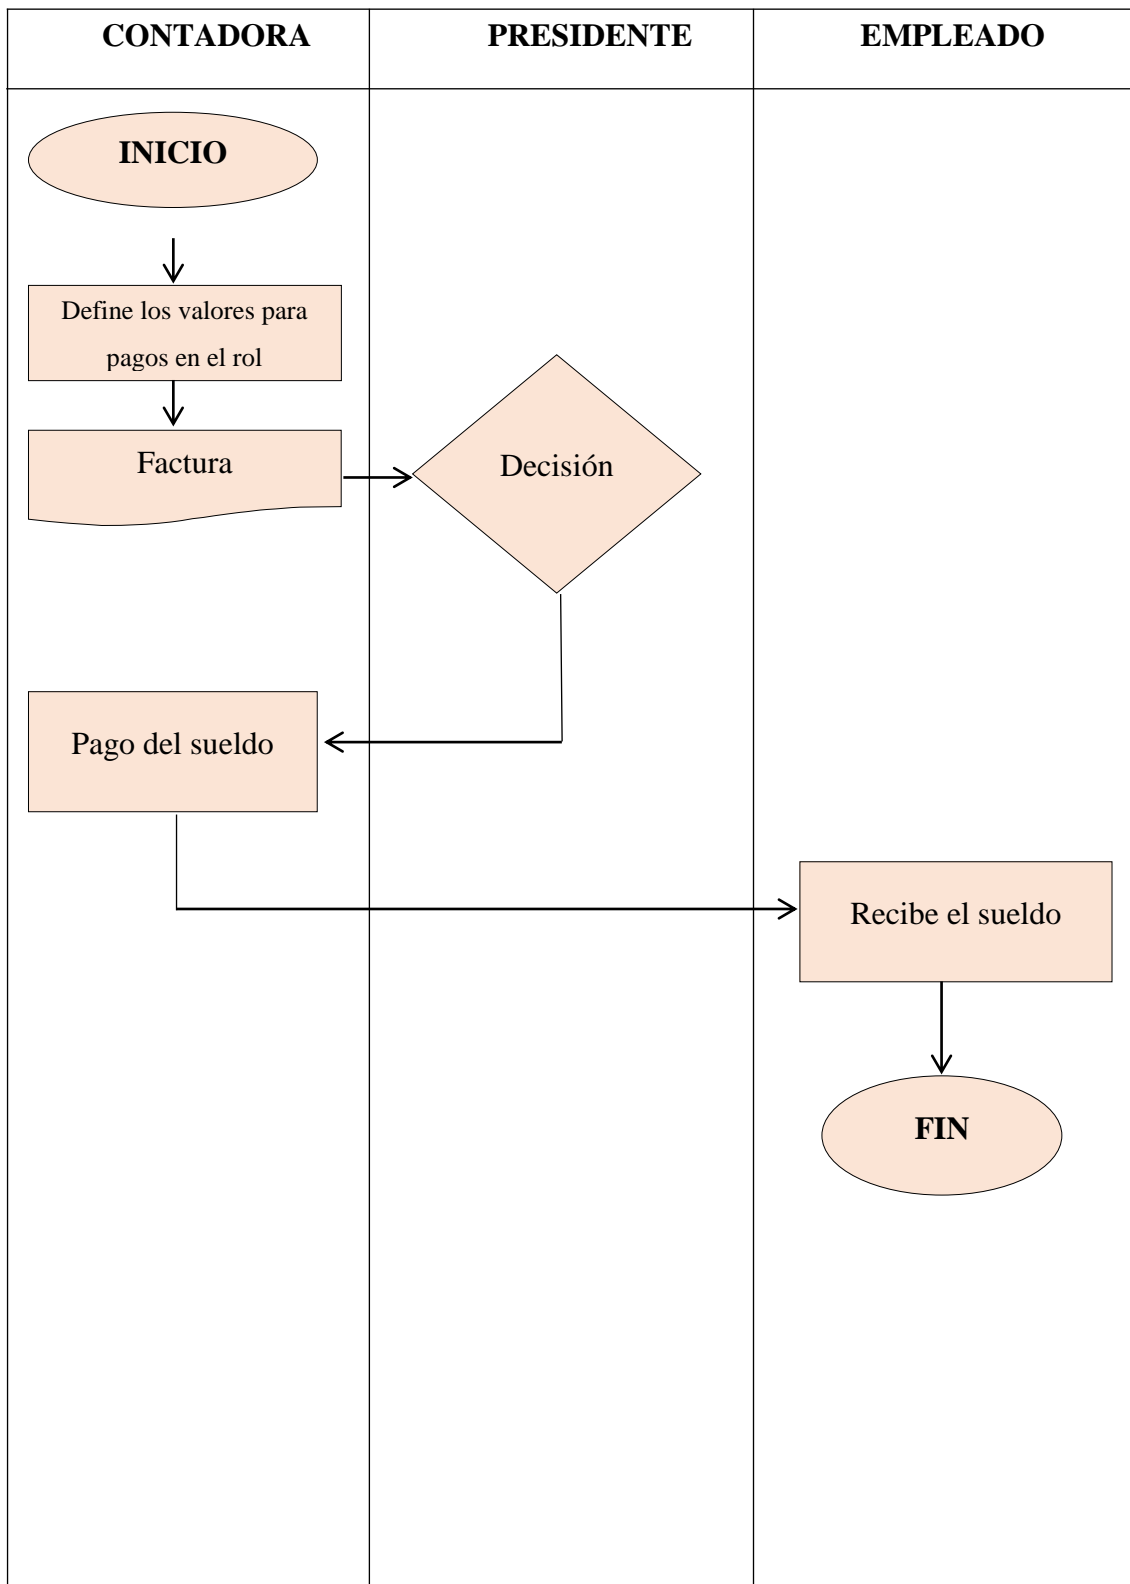 CONTADORA
PRESIDENTE
EMPLEADO
INICIO
Define los valores para
pagos en el rol
Factura
Decisión
Pago del sueldo
Recibe el sueldo
FIN